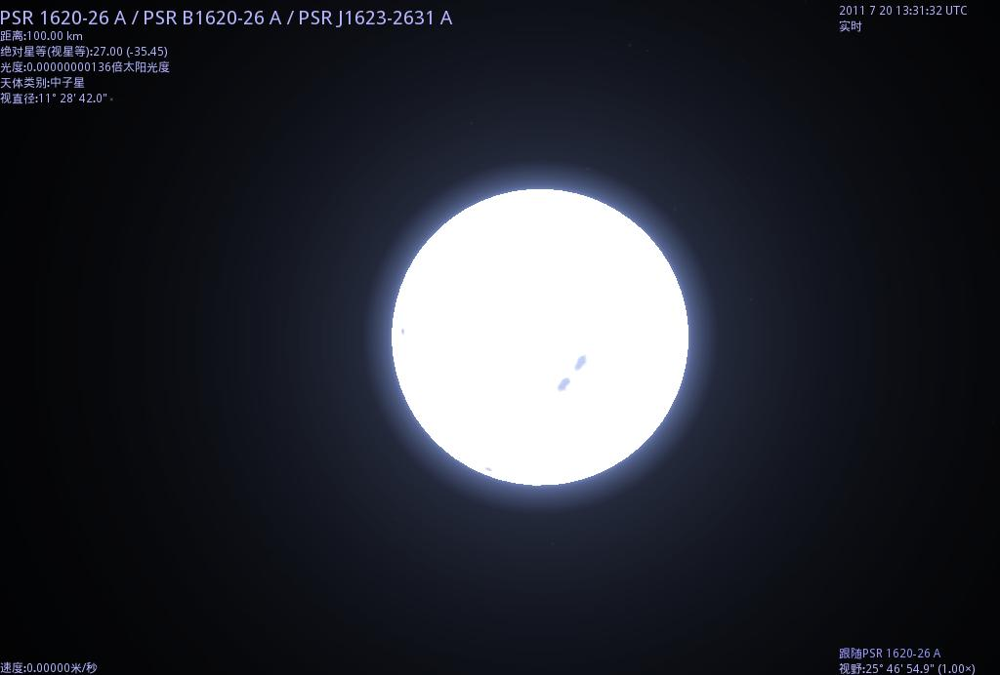 PSR 1620-26 A / PSR B1620-26 A / PSR J1623-2631 A
距离:100.00 km
绝对星等(视星等):27.00 (-35.45)
光度:0.00000000136倍太阳光度
天体类别:中子星
视直径:11° 28' 42.0"
2011 7 20 13:31:32 UTC
实时
速度:0.00000米/秒
跟随PSR 1620-26 A
视野:25° 46' 54.9" (1.00×)